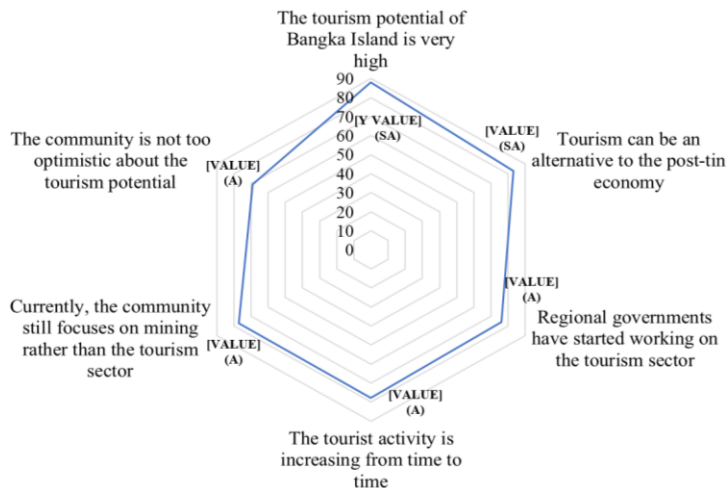 The tourism potential of
Bangka Island is very
high
90
80
70
60
50
40
30
20
10
0
[Y VALUE]
(SA)
[VALUE]
(SA)
Tourism can be an
alternative to the post-tin
economy
[VALUE]
(A)
Regional governments
have started working on
the tourism sector
[VALUE]
(A)
The tourist activity is
increasing from time to
time
Currently, the community
still focuses on mining
rather than the tourism
sector
[VALUE]
(A)
The community is not too
optimistic about the
tourism potential
[VALUE]
(A)